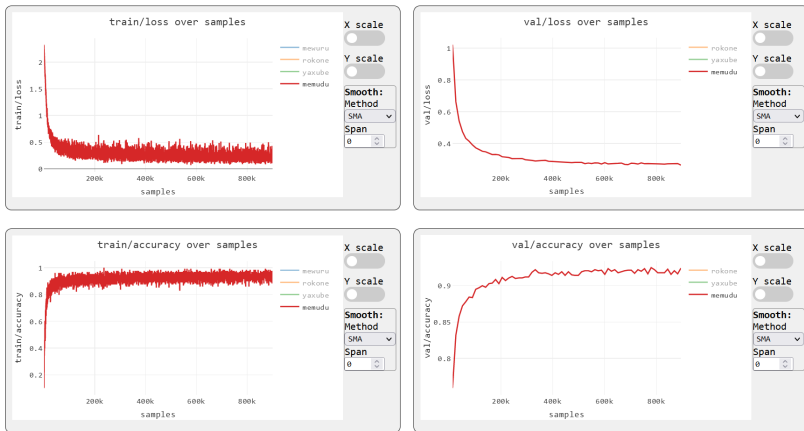 train/loss over samples
mewuru
rokone
yaxube
memudu
2
1.5
1
0.5
0
train/loss
200k
400k
600k
800k
samples
X scale
Y scale
Smooth:
Method
SMA
Span
0
val/loss over samples
rokone
yaxube
memudu
1
0.8
0.6
0.4
val/loss
200k
400k
600k
800k
samples
X scale
Y scale
Smooth:
Method
SMA
Span
0
train/accuracy over samples
mewuru
rokone
yaxube
memudu
1
0.8
0.6
0.4
0.2
train/accuracy
200k
400k
600k
800k
samples
X scale
Y scale
Smooth:
Method
SMA
Span
0
val/accuracy over samples
rokone
yaxube
memudu
0.9
0.85
0.8
val/accuracy
200k
400k
600k
800k
samples
X scale
Y scale
Smooth:
Method
SMA
Span
0